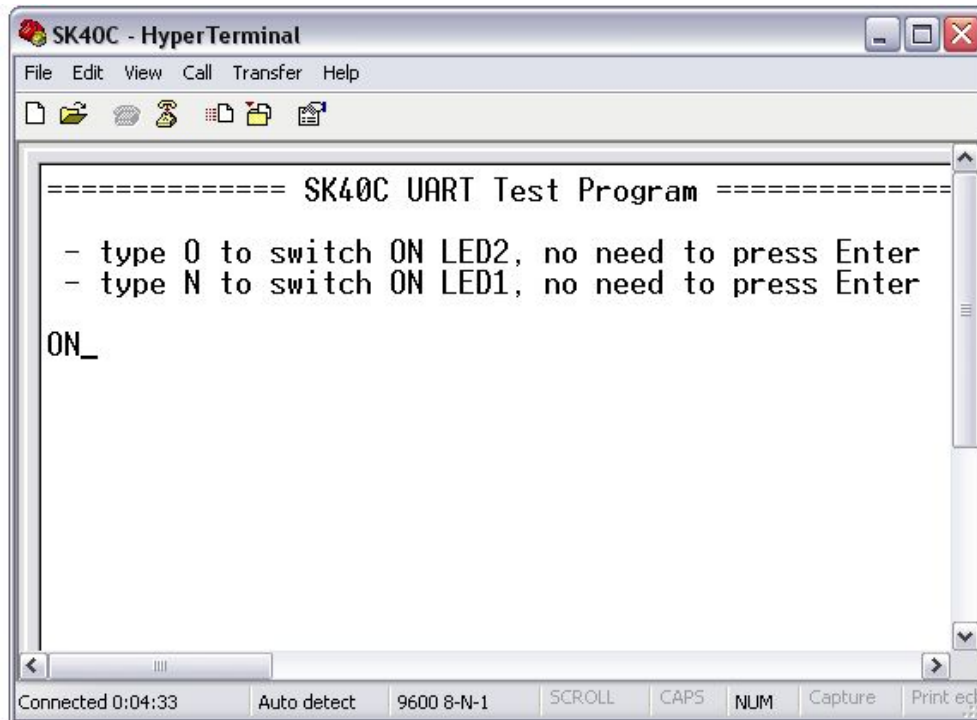 SK40C - HyperTerminal
File Edit View Call Transfer Help
============== SK40C UART Test Program ==============
- type O to switch ON LED2, no need to press Enter
- type N to switch ON LED1, no need to press Enter
ON_
Connected 0:04:33 Auto detect 9600 8-N-1 SCROLL CAPS NUM Capture Print